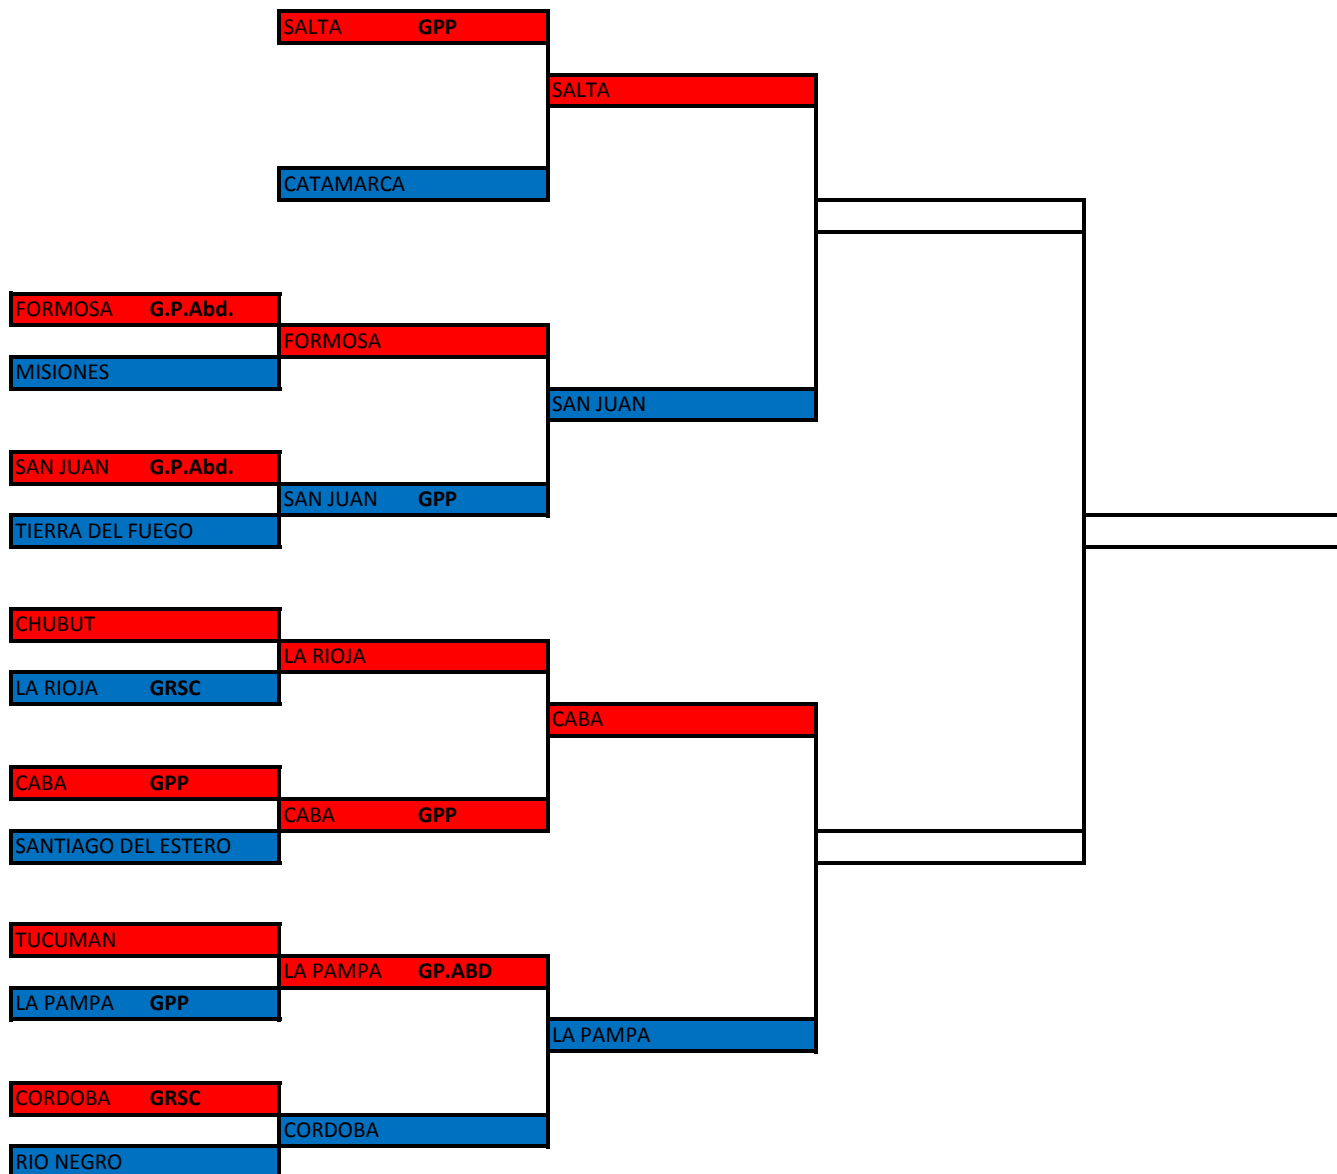 SALTA GPP
SALTA
CATAMARCA
FORMOSA G.P.Abd.
FORMOSA
MISIONES
SAN JUAN
SAN JUAN G.P.Abd.
SAN JUAN GPP
TIERRA DEL FUEGO
CHUBUT
LA RIOJA
LA RIOJA GRSC
CABA
CABA GPP
CABA GPP
SANTIAGO DEL ESTERO
TUCUMAN
LA PAMPA GP.ABD
LA PAMPA GPP
LA PAMPA
CORDOBA GRSC
CORDOBA
RIO NEGRO